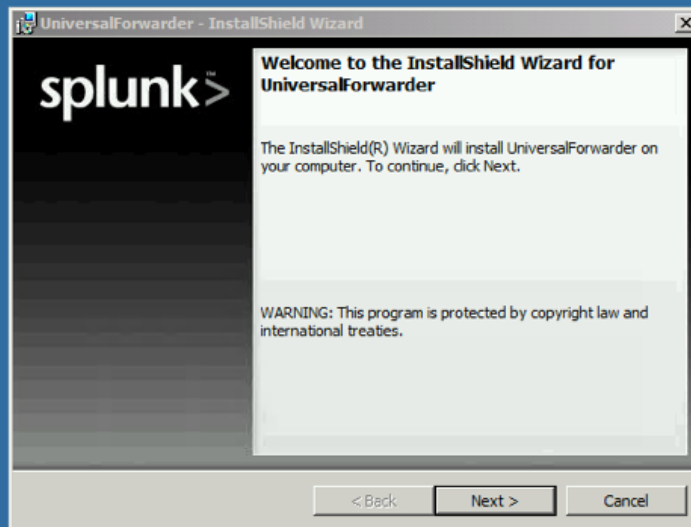 UniversalForwarder - InstallShield Wizard
splunk>™
Welcome to the InstallShield Wizard for
UniversalForwarder
The InstallShield(R) Wizard will install UniversalForwarder on
your computer. To continue, click Next.
WARNING: This program is protected by copyright law and
international treaties.
< Back
Next >
Cancel